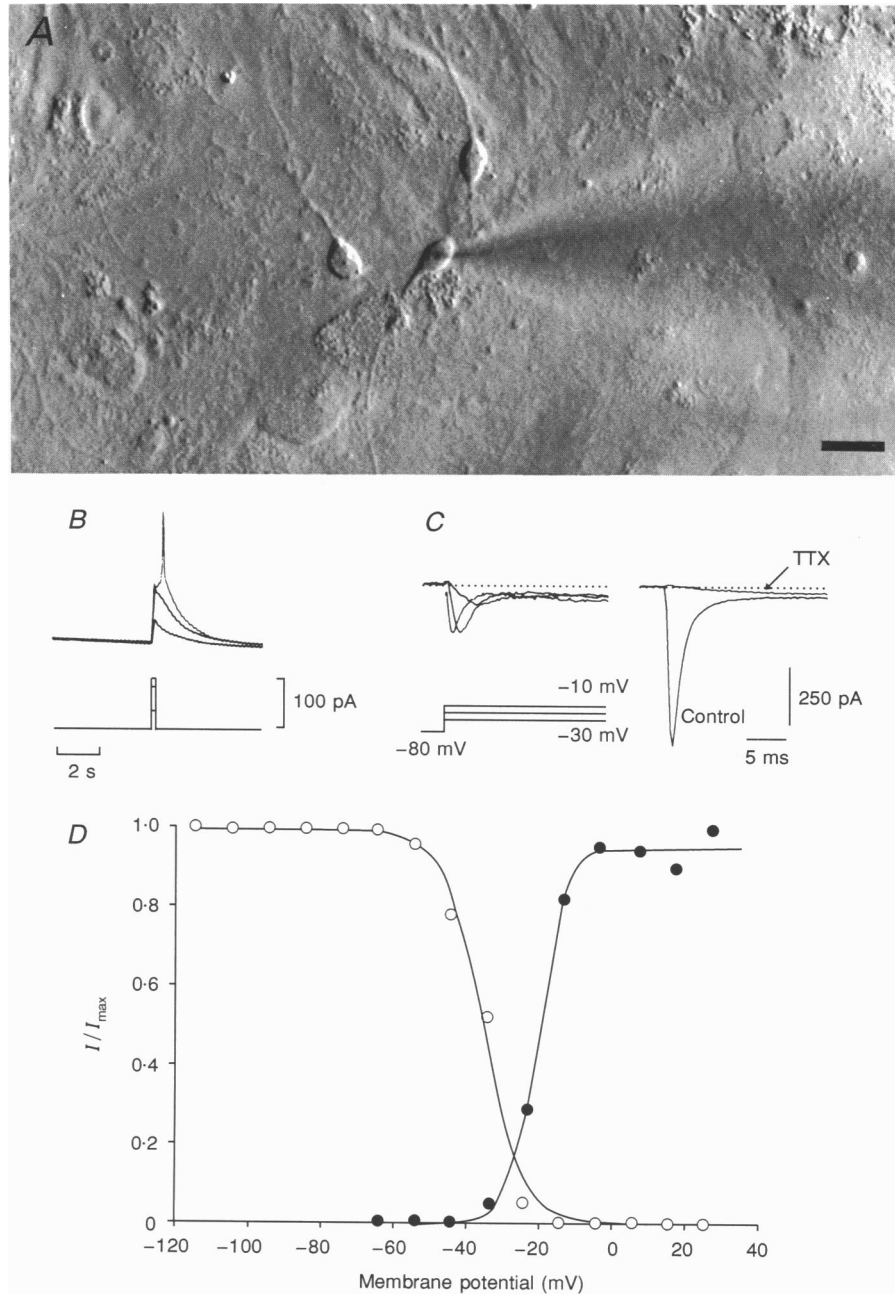 A
B
100 pA
2 s
C
TTX
−10 mV
−80 mV
−30 mV
Control
250 pA
5 ms
D
1·0
0·8
0·6
0·4
0·2
0
I/Imax
−120 −100 −80 −60 −40 −20 0 20 40
Membrane potential (mV)